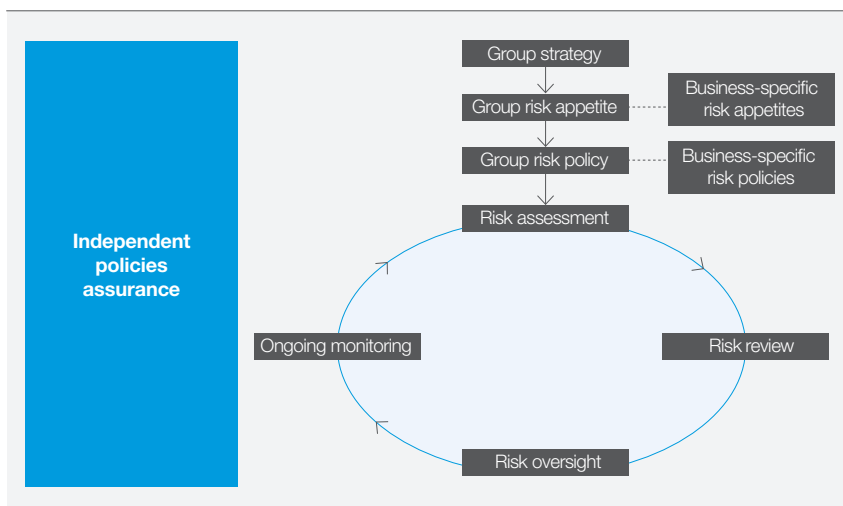 Group strategy
Group risk appetite
Business-specific
risk appetites
Group risk policy
Business-specific
risk policies
Risk assessment
Independent
policies
assurance
Ongoing monitoring
Risk review
Risk oversight